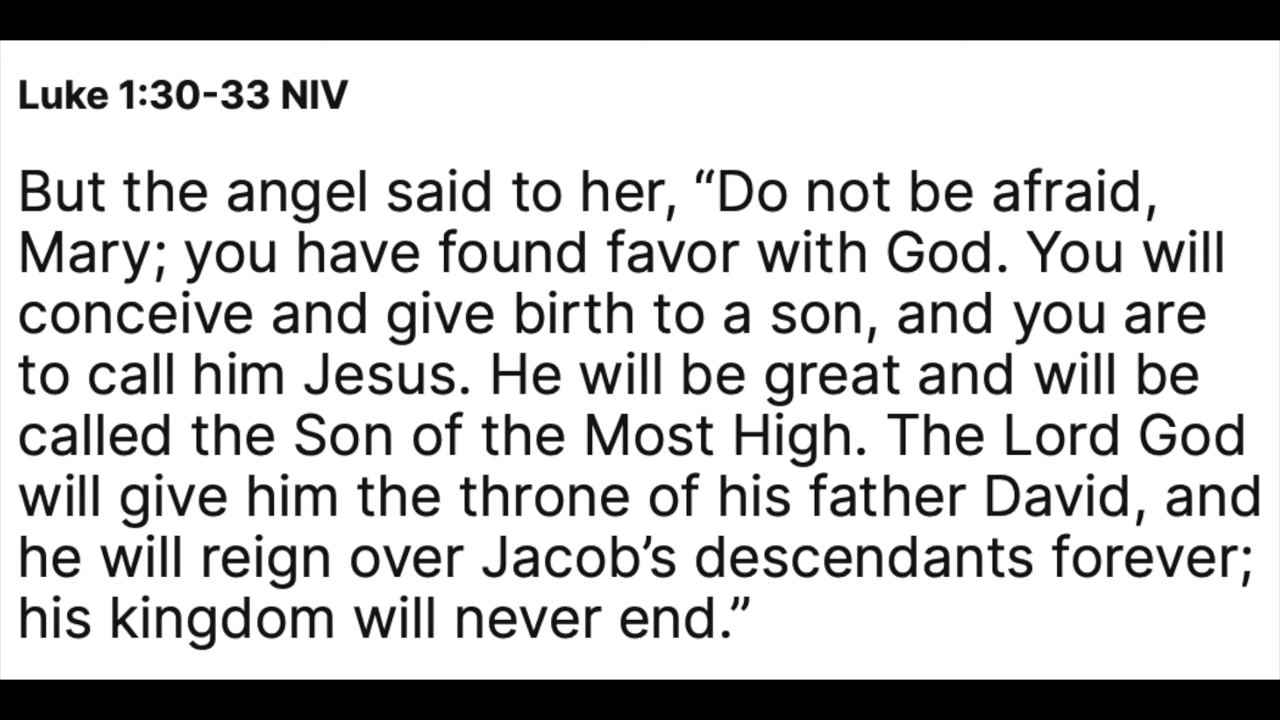 Luke 1:30-33 NIV
But the angel said to her, “Do not be afraid,
Mary; you have found favor with God. You will
conceive and give birth to a son, and you are
to call him Jesus. He will be great and will be
called the Son of the Most High. The Lord God
will give him the throne of his father David, and
he will reign over Jacob’s descendants forever;
his kingdom will never end.”